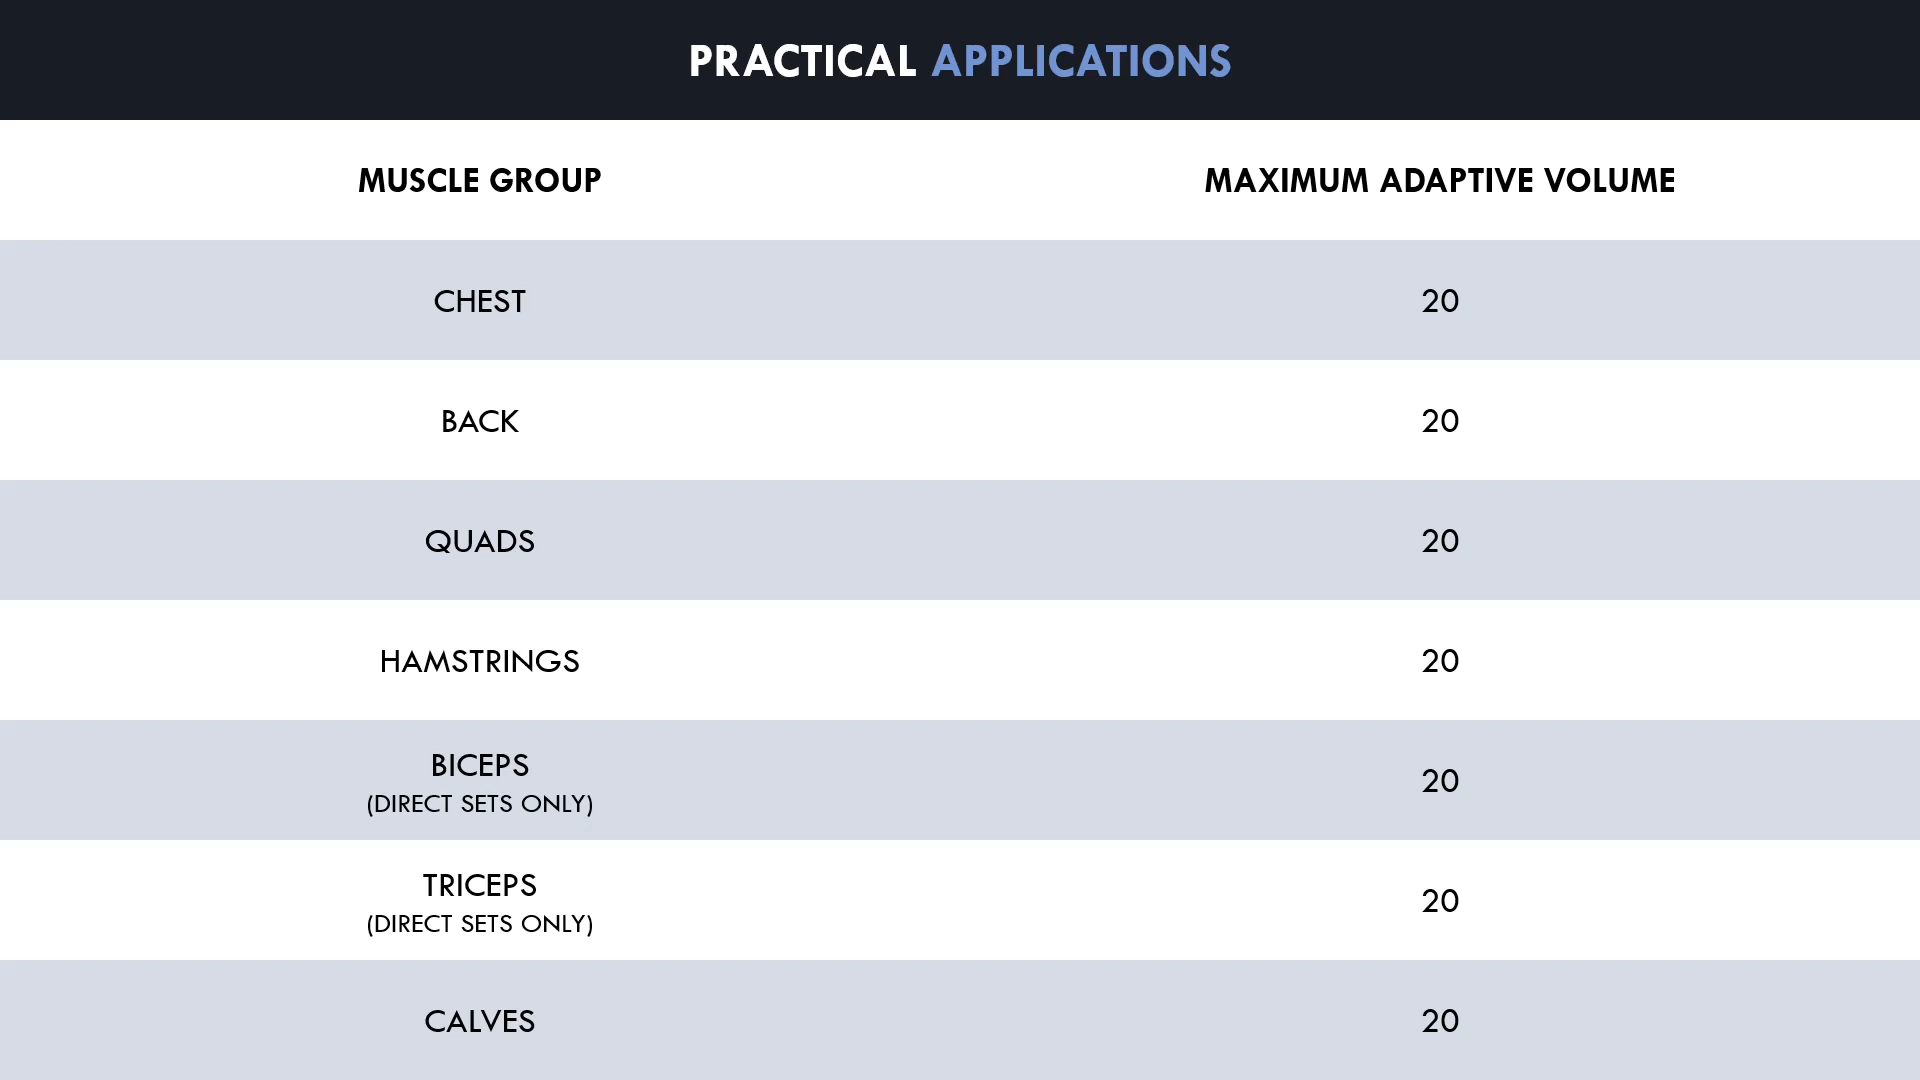 PRACTICAL APPLICATIONS
MUSCLE GROUP MAXIMUM ADAPTIVE VOLUME
CHEST 20
BACK 20
QUADS 20
HAMSTRINGS 20
BICEPS
(DIRECT SETS ONLY) 20
TRICEPS
(DIRECT SETS ONLY) 20
CALVES 20